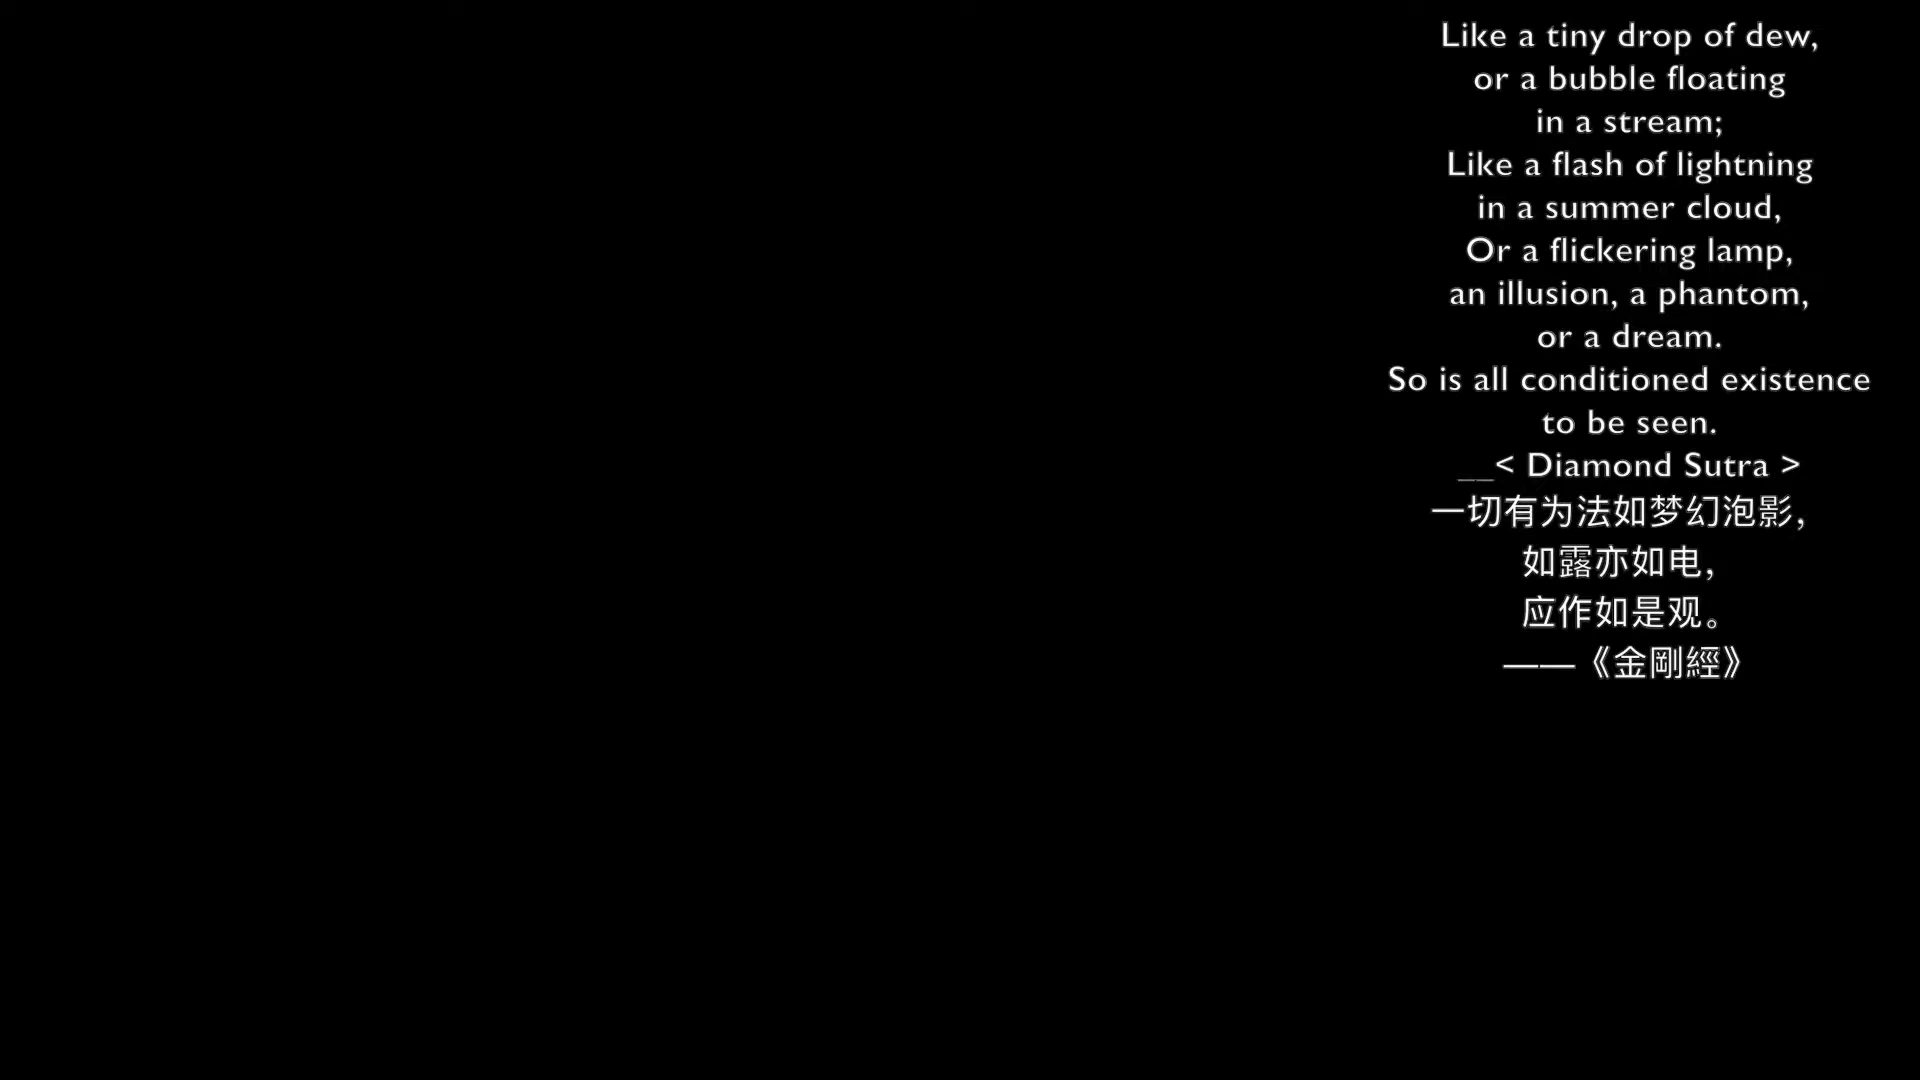 Like a tiny drop of dew,
or a bubble floating
in a stream;
Like a flash of lightning
in a summer cloud,
Or a flickering lamp,
an illusion, a phantom,
or a dream.
So is all conditioned existence
to be seen.
__< Diamond Sutra >
一切有为法如梦幻泡影，
如露亦如电，
应作如是观。
——《金剛經》